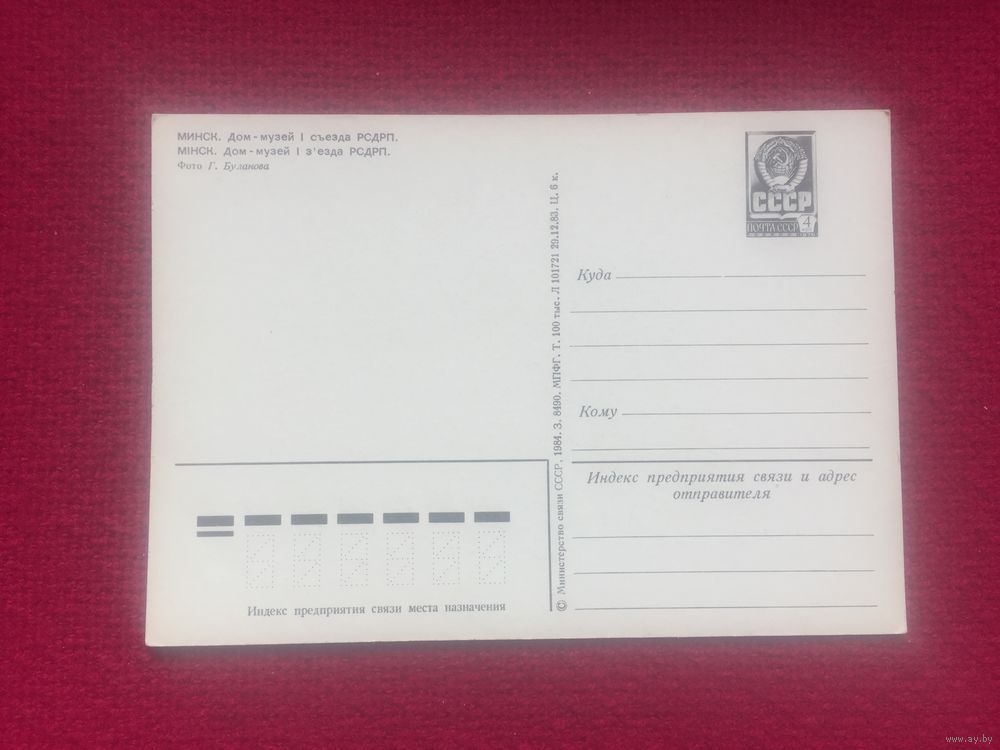 МИНСК. Дом-музей I съезда РСДРП.
МІНСК. Дом-музей I з'езда РСДРП.
Фото Г. Буланова
СССР
ПОЧТА СССР 4
Куда
Кому
Индекс предприятия связи и адрес
отправителя
© Министерство связи СССР, 1984. З. 8490. МПФГ. Т. 100 тыс. Л 101721 29.12.83. Ц. 6 к.
Индекс предприятия связи места назначения
www.ay.by